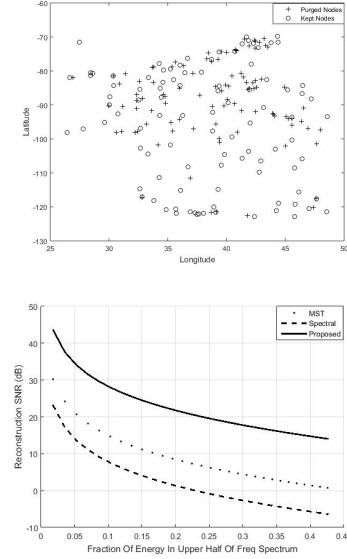 -60
-70
-80
-90
-100
-110
-120
-130
Latitude
25 30 35 40 45 50
Longitude
Purged Nodes
Kept Nodes
50
40
30
20
10
0
-10
Reconstruction SNR (dB)
0 0.05 0.1 0.15 0.2 0.25 0.3 0.35 0.4 0.4
Fraction Of Energy In Upper Half Of Freq Spectrum
MST
Spectral
Proposed